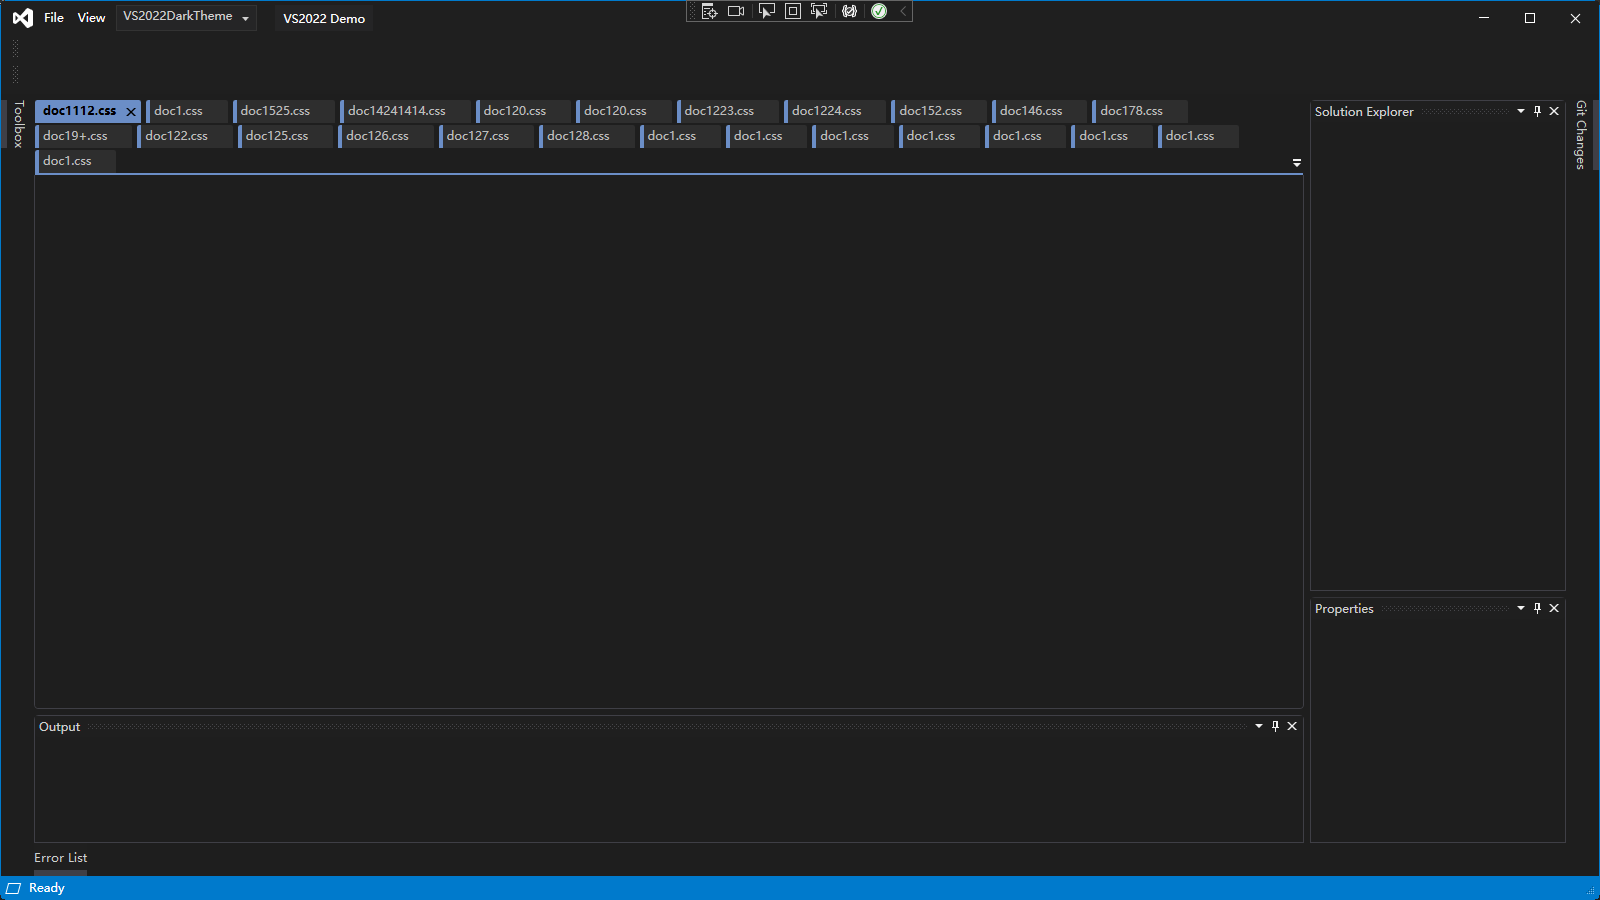 File View VS2022DarkTheme VS2022 Demo
Toolbox
doc1112.css doc1.css doc1525.css doc14241414.css doc120.css doc120.css doc1223.css doc1224.css doc152.css doc146.css doc178.css
doc19+.css doc122.css doc125.css doc126.css doc127.css doc128.css doc1.css doc1.css doc1.css doc1.css doc1.css doc1.css doc1.css
doc1.css
Solution Explorer
Git Changes
Properties
Output
Error List
Ready